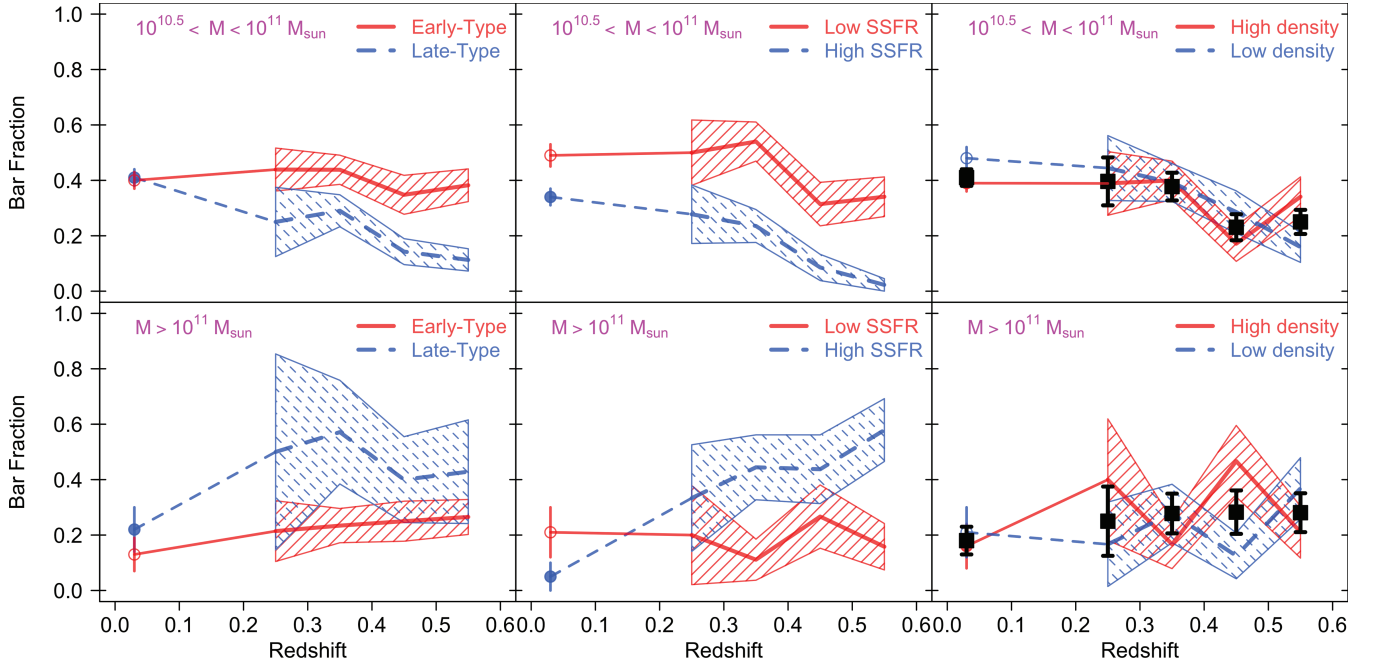 10^10.5 < M < 10^11 M_sun
Early-Type
Late-Type
10^10.5 < M < 10^11 M_sun
Low SSFR
High SSFR
10^10.5 < M < 10^11 M_sun
High density
Low density
Bar Fraction
1.0
0.8
0.6
0.4
0.2
0.0
M > 10^11 M_sun
Early-Type
Late-Type
M > 10^11 M_sun
Low SSFR
High SSFR
M > 10^11 M_sun
High density
Low density
Bar Fraction
1.0
0.8
0.6
0.4
0.2
0.0
0.0 0.1 0.2 0.3 0.4 0.5 0.6
0.0 0.1 0.2 0.3 0.4 0.5 0.6
0.0 0.1 0.2 0.3 0.4 0.5 0.6
Redshift
Redshift
Redshift